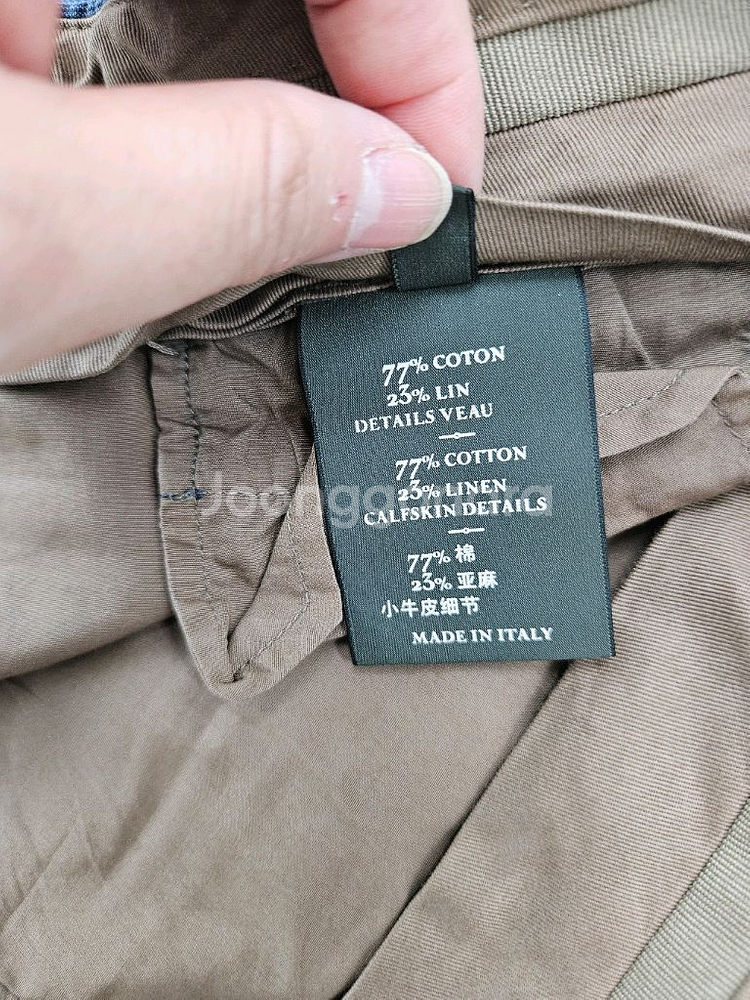 77% COTON
23% LIN
DETAILS VEAU
77% COTTON
23% LINEN
CALFSKIN DETAILS
77% 棉
23% 亚麻
小牛皮细节
MADE IN ITALY